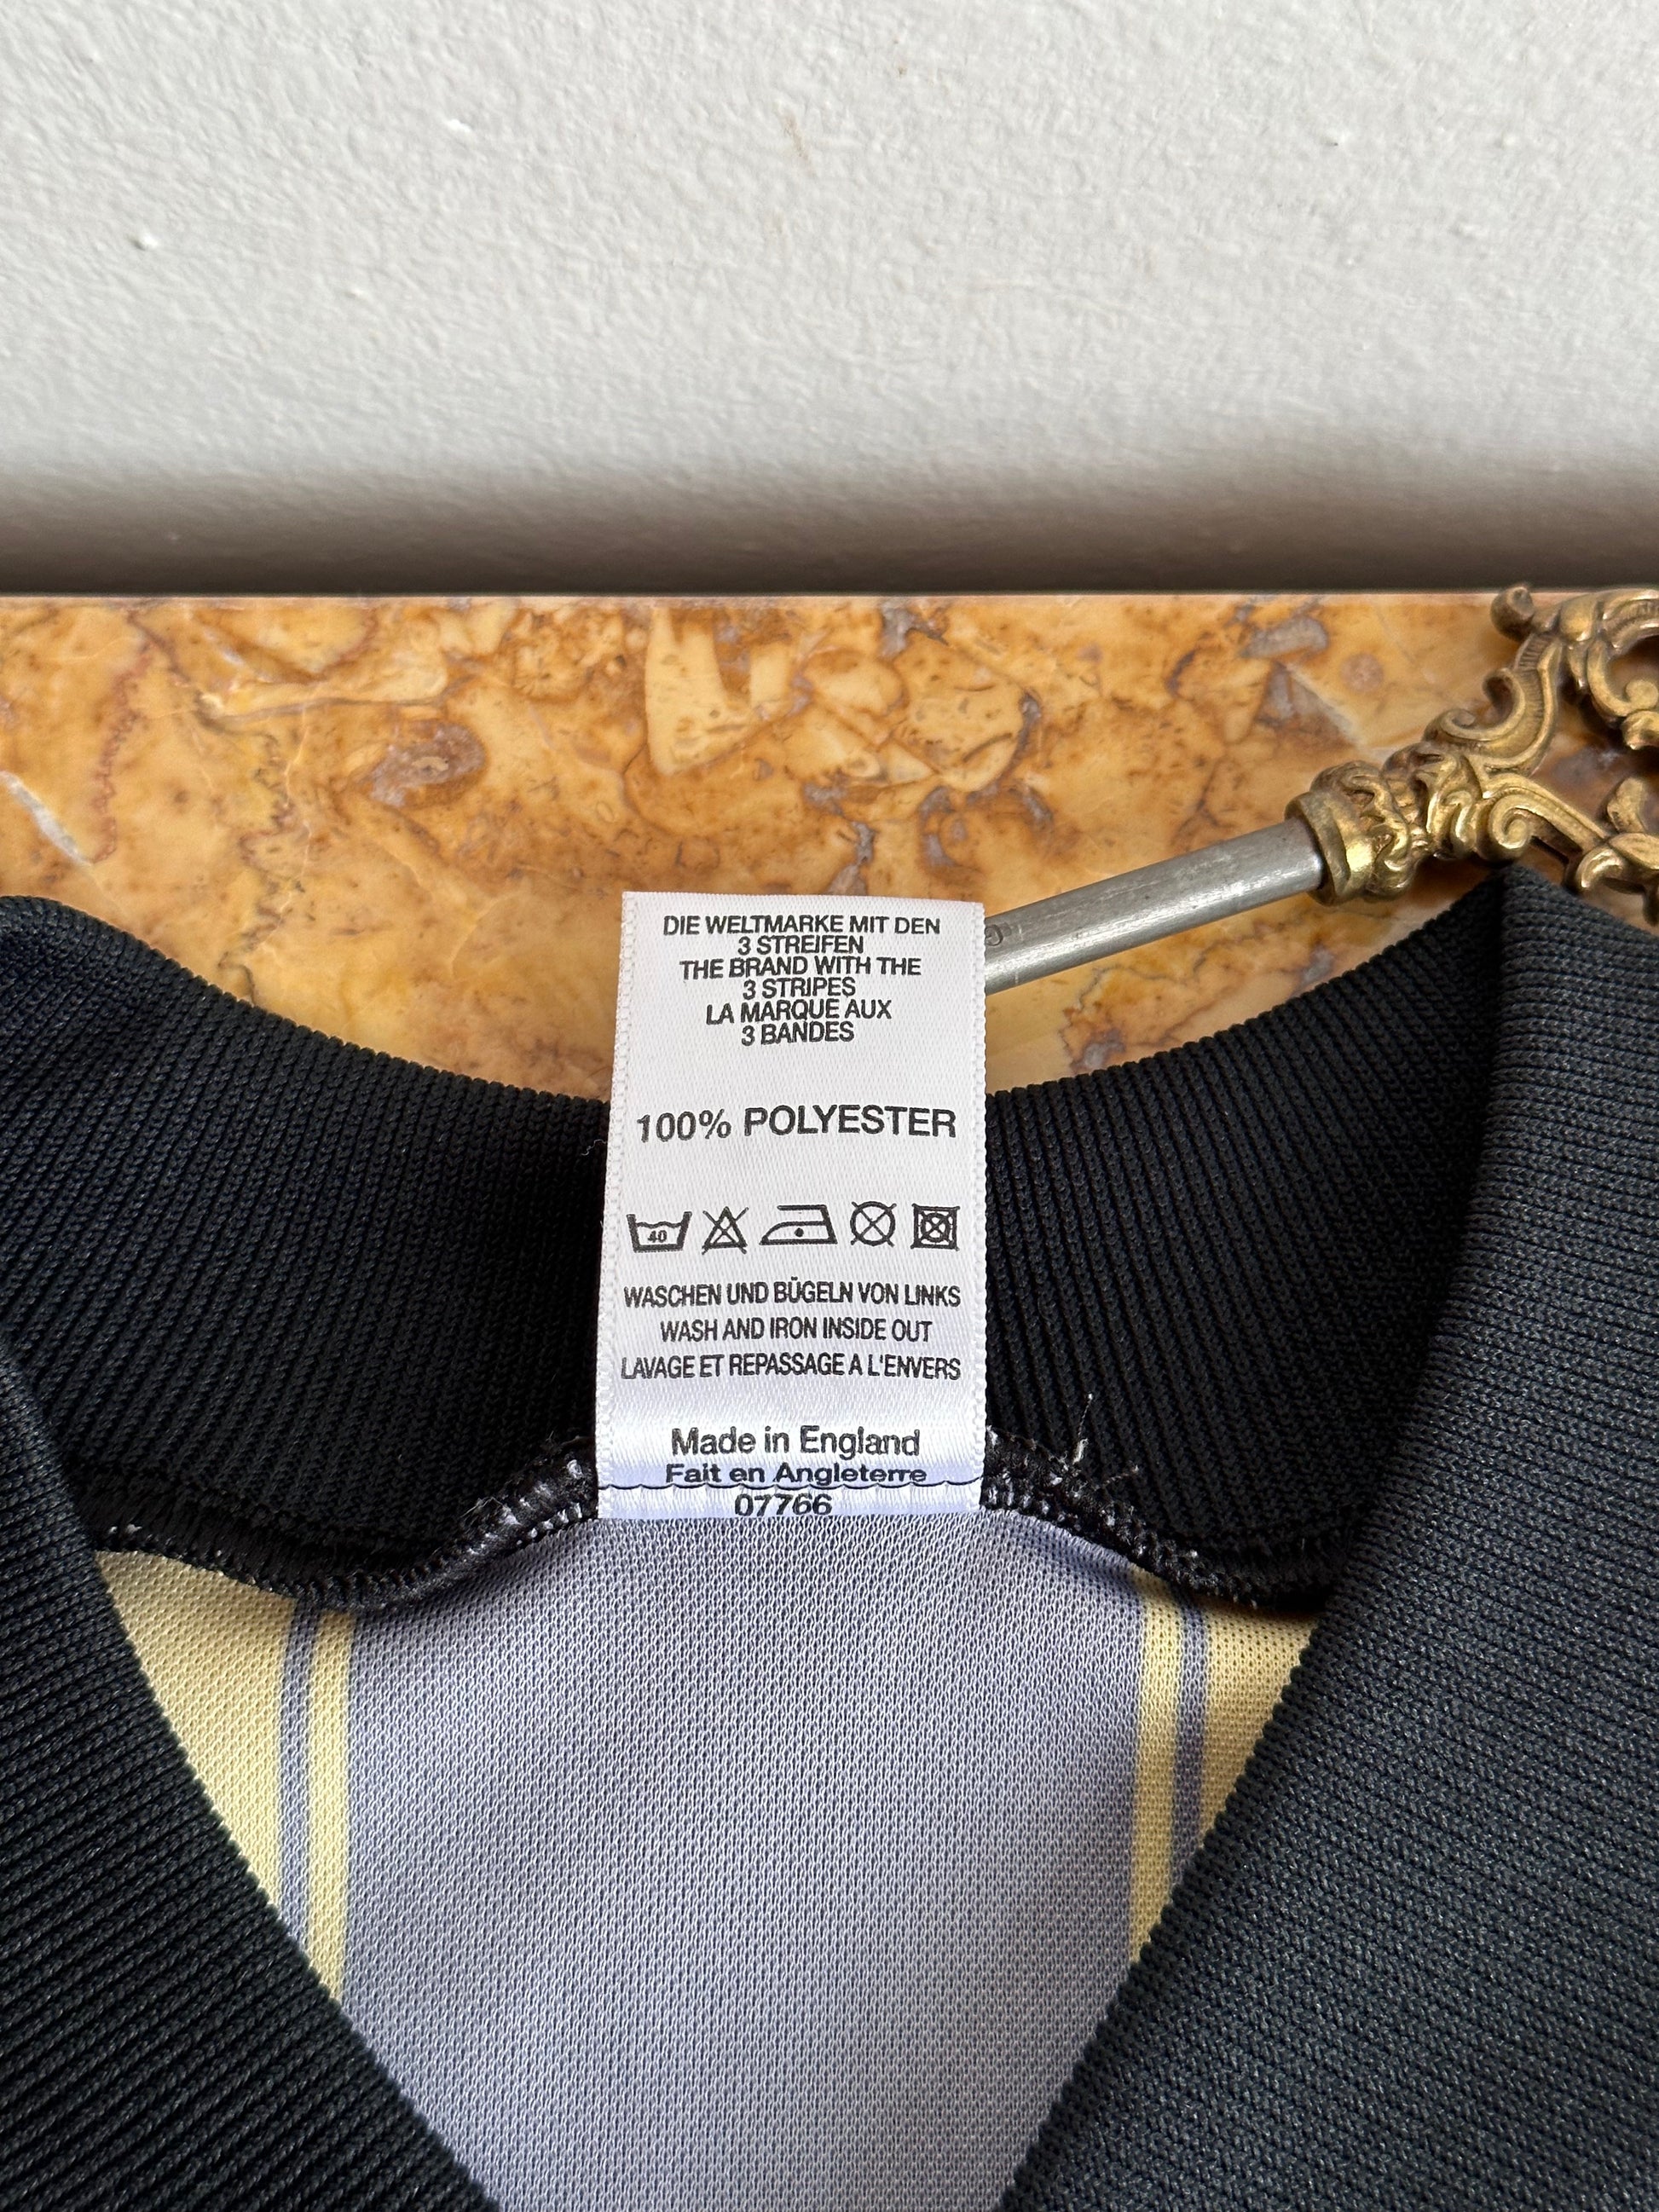 DIE WELTMARKE MIT DEN
3 STREIFEN
THE BRAND WITH THE
3 STRIPES
LA MARQUE AUX
3 BANDES
100% POLYESTER
40
WASCHEN UND BÜGELN VON LINKS
WASH AND IRON INSIDE OUT
LAVAGE ET REPASSAGE A L'ENVERS
Made in England
Fait en Angleterre
07766